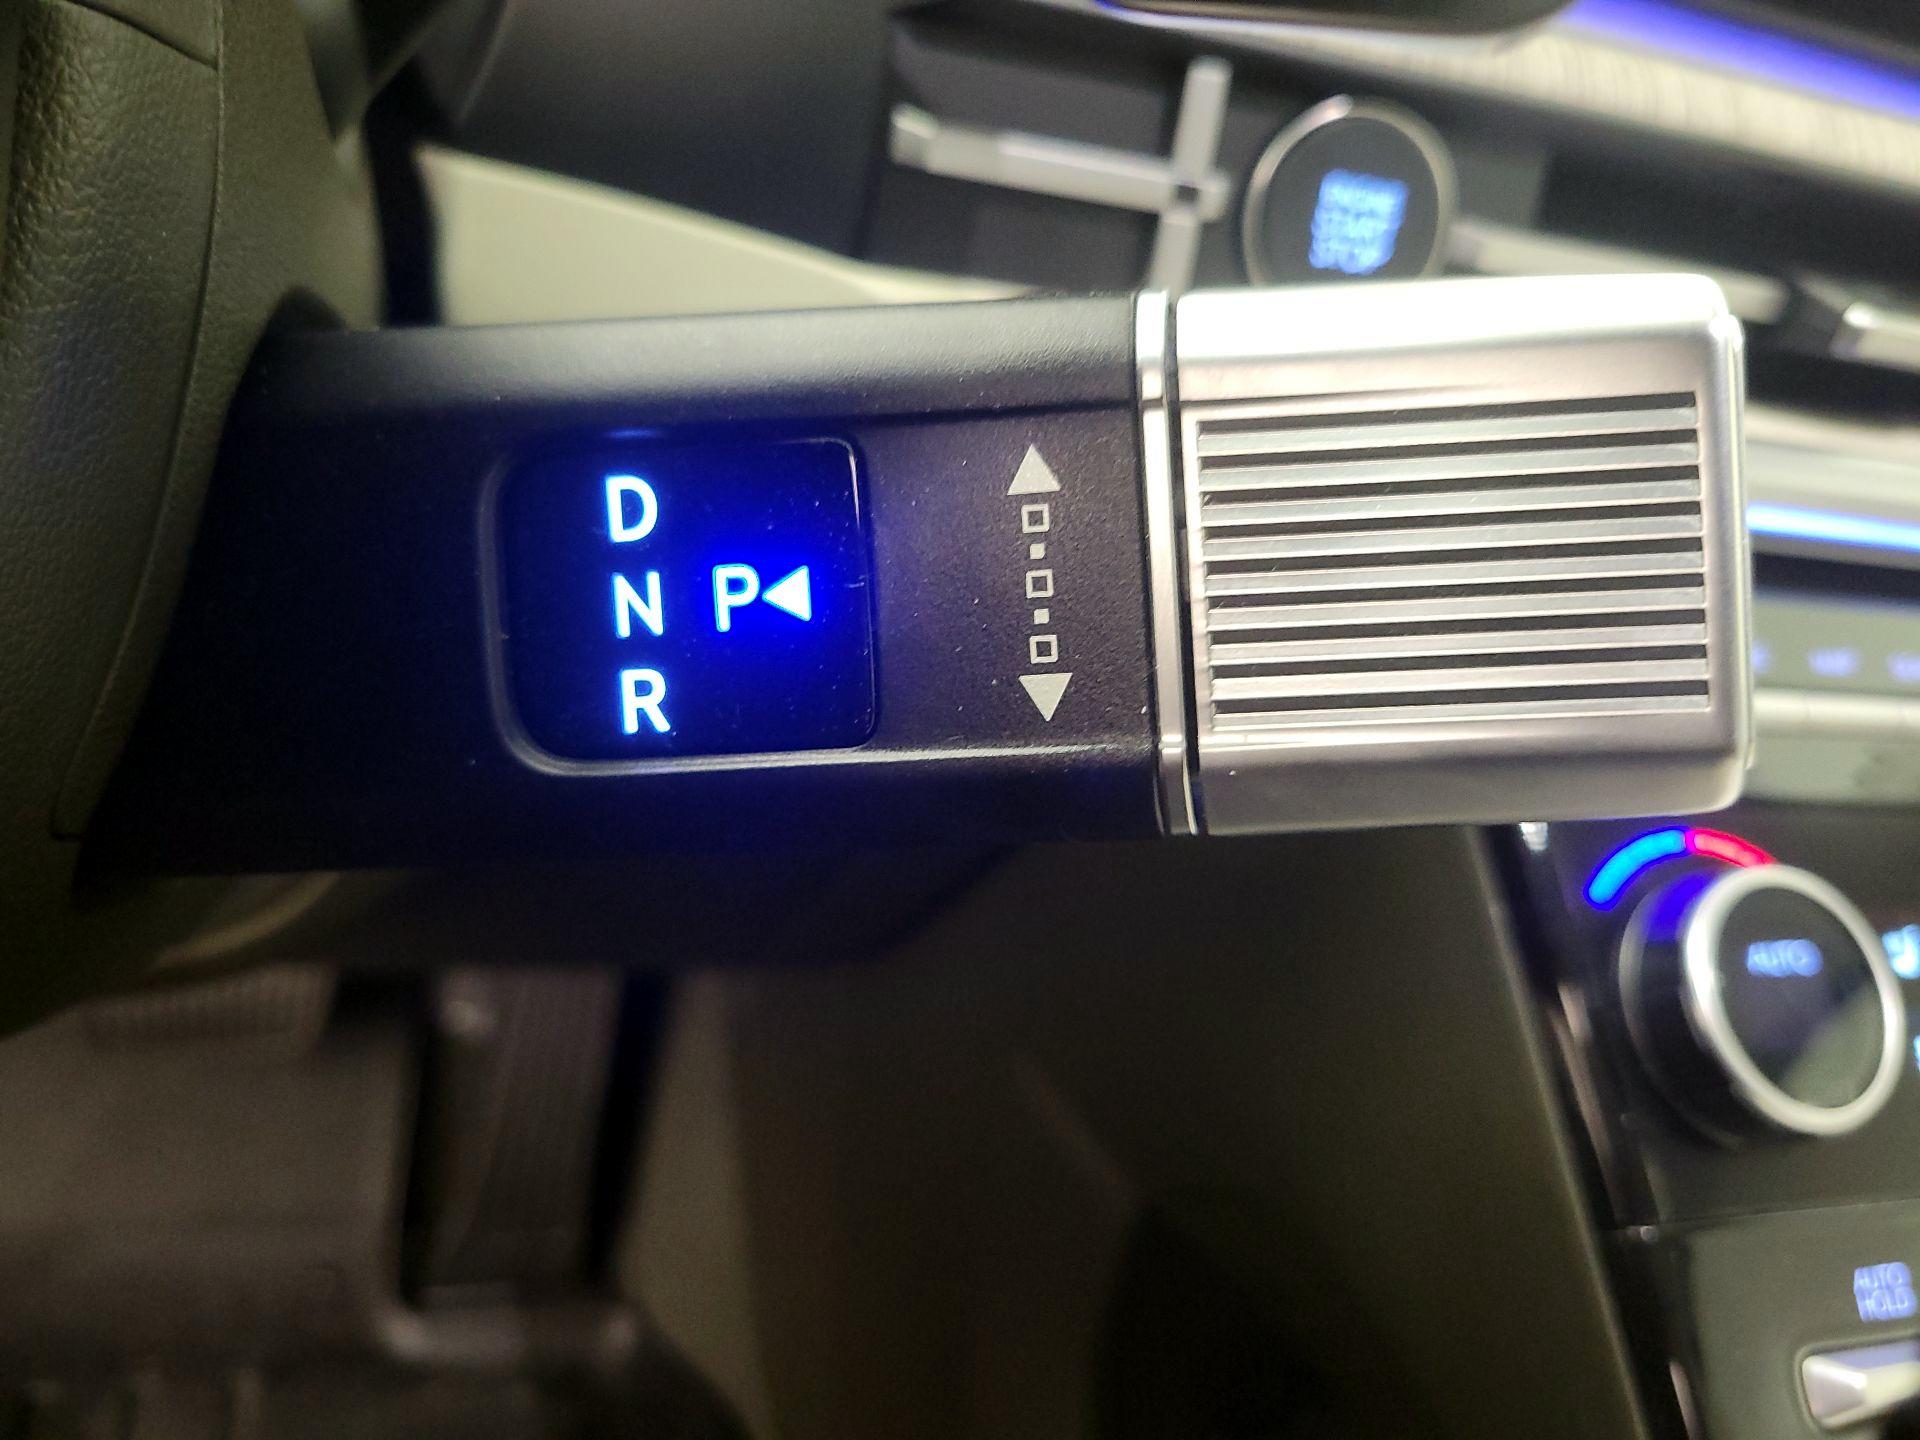 ENGINE
START
STOP
D
N P
R
AUTO
AUTO
HOLD